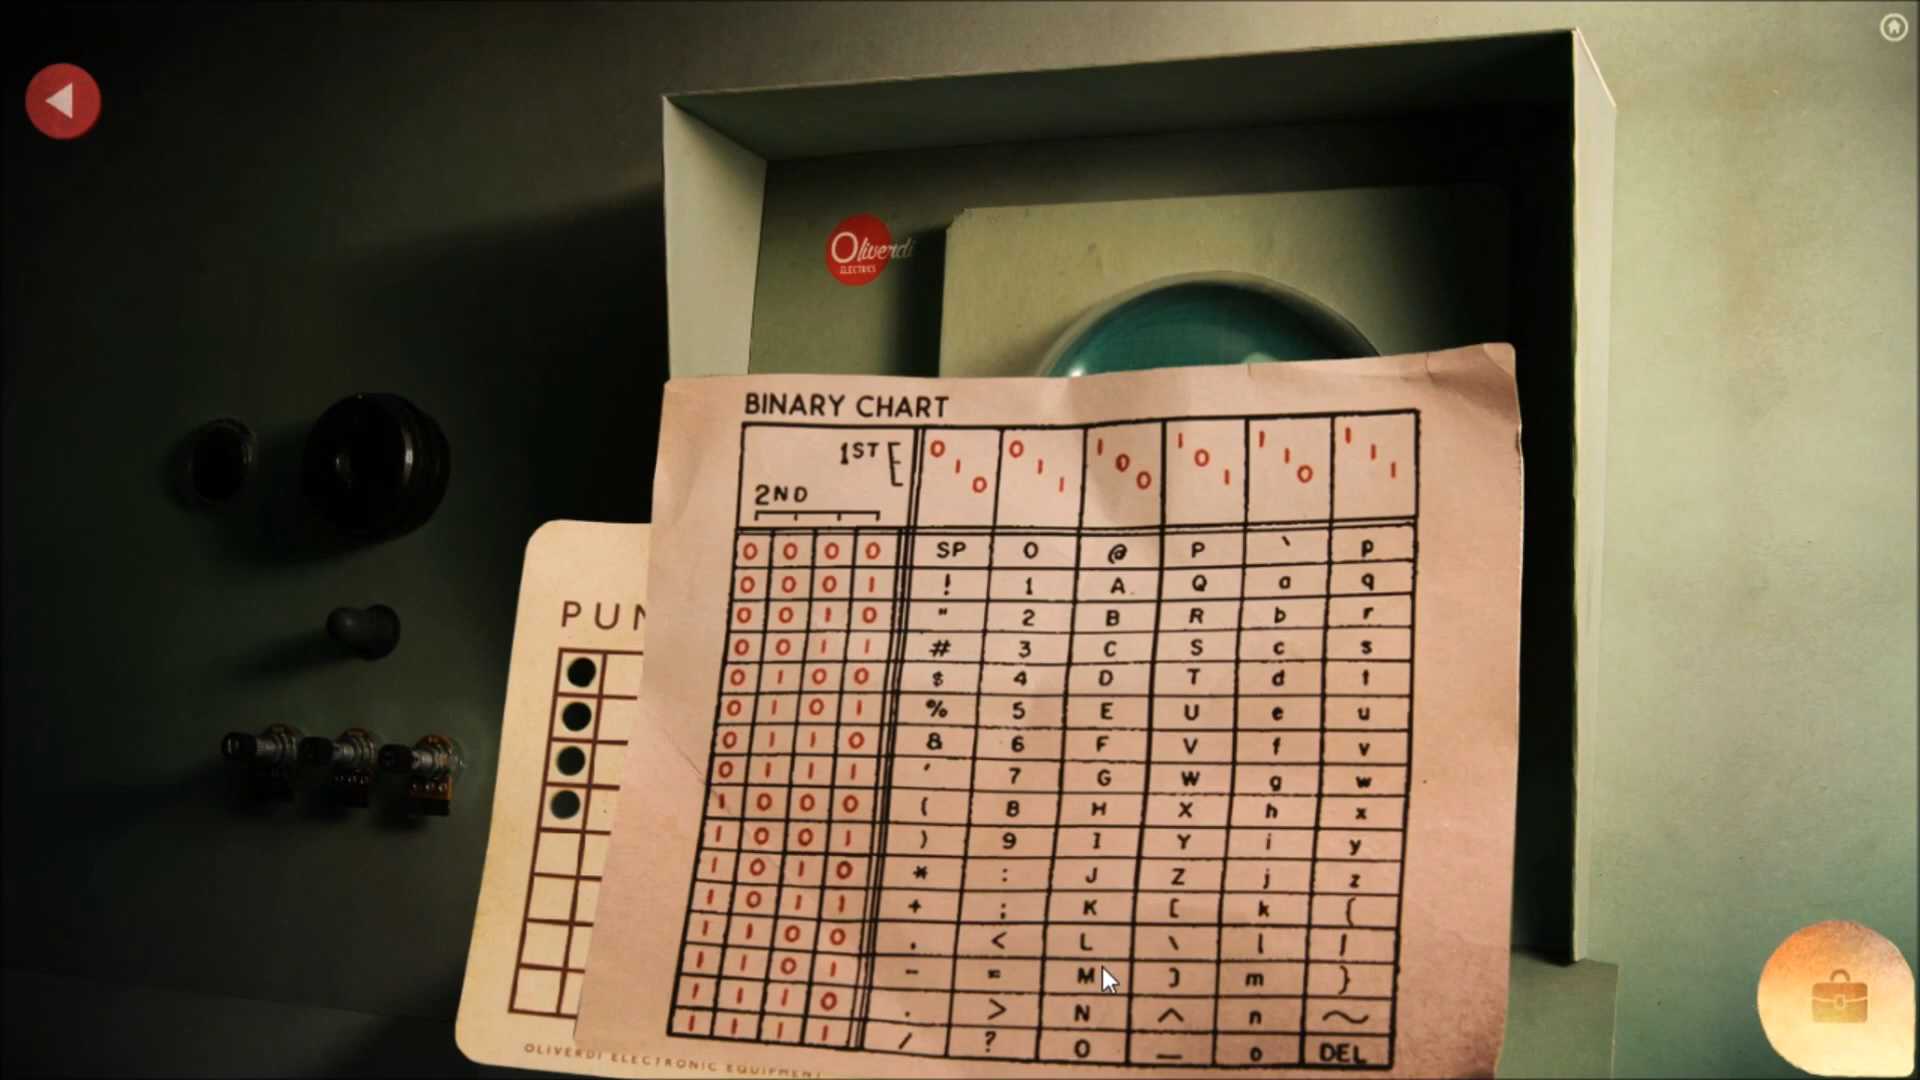 Oliverdi
ELECTRICS
BINARY CHART
1ST 0 1 0 0 1 1 1 0 0 1 0 1 1 1 0 1 1 1
2ND
0 0 0 0 SP 0 @ P ` p
0 0 0 1 ! 1 A Q a q
0 0 1 0 " 2 B R b r
0 0 1 1 # 3 C S c s
0 1 0 0 $ 4 D T d t
0 1 0 1 % 5 E U e u
0 1 1 0 & 6 F V f v
0 1 1 1 ' 7 G W g w
1 0 0 0 ( 8 H X h x
1 0 0 1 ) 9 I Y i y
1 0 1 0 * : J Z j z
1 0 1 1 + ; K [ k {
1 1 0 0 , < L \ l |
1 1 0 1 - = M ] m }
1 1 1 0 . > N ^ n ~
1 1 1 1 / ? O _ o DEL
PUN
OLIVERDI ELECTRONIC EQUIPMENT